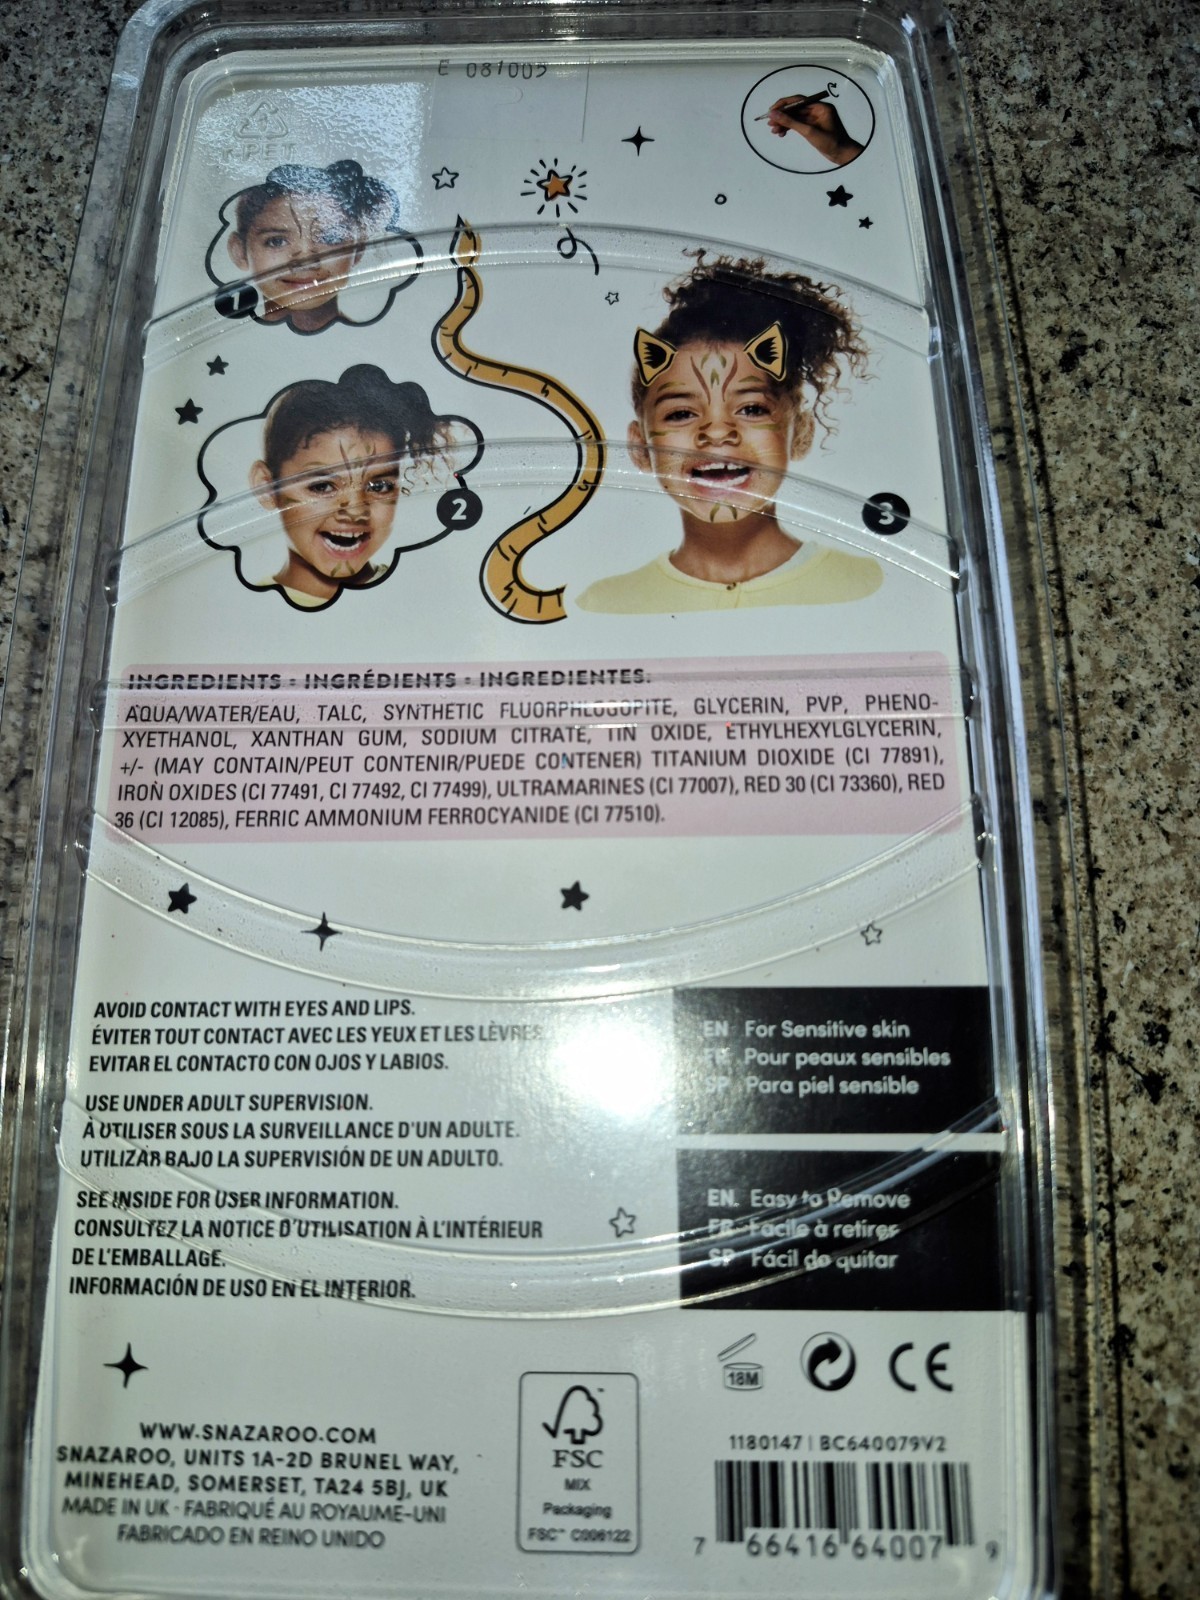 E 081003
1
2
3
INGREDIENTS - INGRÉDIENTS - INGREDIENTES:
AQUA/WATER/EAU, TALC, SYNTHETIC FLUORPHLOGOPITE, GLYCERIN, PVP, PHENO-
XYETHANOL, XANTHAN GUM, SODIUM CITRATE, TIN OXIDE, ETHYLHEXYLGLYCERIN,
+/- (MAY CONTAIN/PEUT CONTENIR/PUEDE CONTENER) TITANIUM DIOXIDE (CI 77891),
IRON OXIDES (CI 77491, CI 77492, CI 77499), ULTRAMARINES (CI 77007), RED 30 (CI 73360), RED
36 (CI 12085), FERRIC AMMONIUM FERROCYANIDE (CI 77510).
AVOID CONTACT WITH EYES AND LIPS.
ÉVITER TOUT CONTACT AVEC LES YEUX ET LES LÈVRES
EVITAR EL CONTACTO CON OJOS Y LABIOS.
USE UNDER ADULT SUPERVISION.
À UTILISER SOUS LA SURVEILLANCE D'UN ADULTE.
UTILIZAR BAJO LA SUPERVISIÓN DE UN ADULTO.
SEE INSIDE FOR USER INFORMATION.
CONSULTEZ LA NOTICE D'UTILISATION À L'INTÉRIEUR
DE L'EMBALLAGE.
INFORMACIÓN DE USO EN EL INTERIOR.
EN For Sensitive skin
FR Pour peaux sensibles
SP Para piel sensible
EN. Easy to Remove
FR Facile à retirer
SP Fácil de quitar
18M
CE
WWW.SNAZAROO.COM
SNAZAROO, UNITS 1A-2D BRUNEL WAY,
MINEHEAD, SOMERSET, TA24 5BJ, UK
MADE IN UK - FABRIQUÉ AU ROYAUME-UNI
FABRICADO EN REINO UNIDO
FSC
MIX
Packaging
FSC™ C006122
1180147 | BC640079V2
7 66416 64007 9